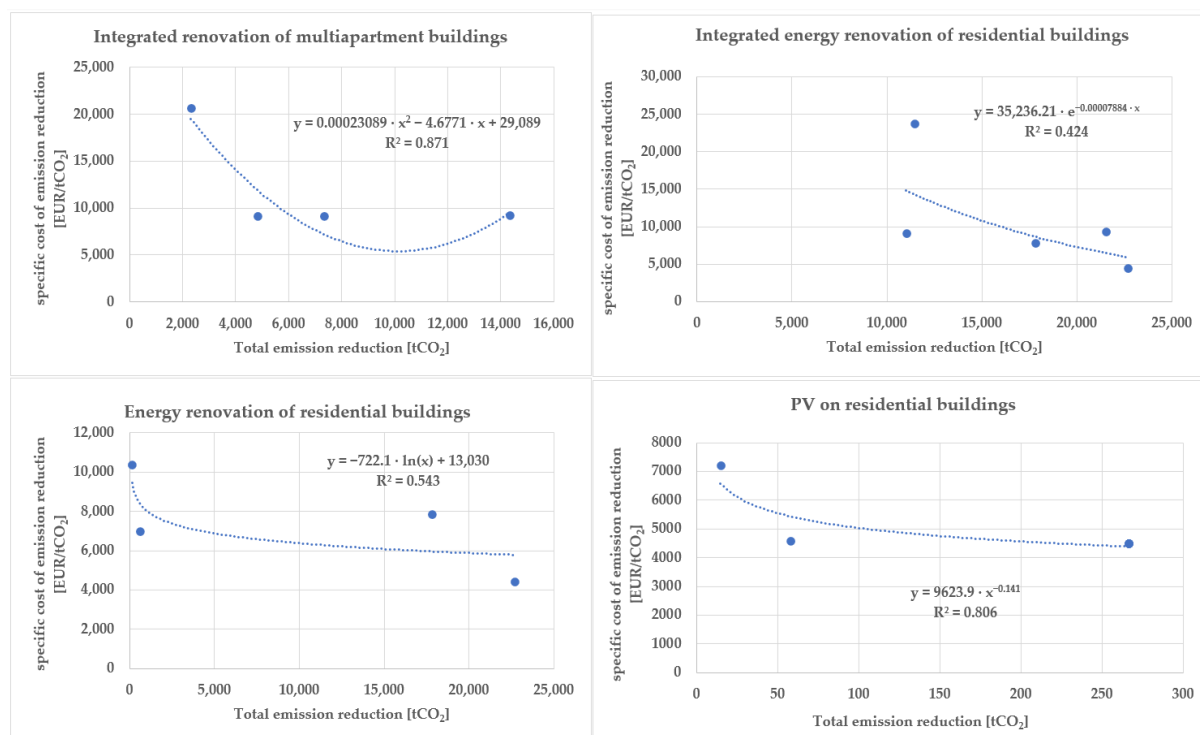 Integrated renovation of multiapartment buildings
specific cost of emission reduction
[EUR/tCO₂]
25,000
20,000
15,000
10,000
5,000
0
y = 0.00023089 · x² − 4.6771 · x + 29,089
R² = 0.871
0 2,000 4,000 6,000 8,000 10,000 12,000 14,000 16,000
Total emission reduction [tCO₂]
Integrated energy renovation of residential buildings
specific cost of emission reduction
[EUR/tCO₂]
30,000
25,000
20,000
15,000
10,000
5,000
0
y = 35,236.21 · e^−0.00007884 · x
R² = 0.424
0 5,000 10,000 15,000 20,000 25,000
Total emission reduction [tCO₂]
Energy renovation of residential buildings
specific cost of emission reduction
[EUR/tCO₂]
12,000
10,000
8,000
6,000
4,000
2,000
0
y = −722.1 · ln(x) + 13,030
R² = 0.543
0 5,000 10,000 15,000 20,000 25,000
Total emission reduction [tCO₂]
PV on residential buildings
specific cost of emission reduction
[EUR/tCO₂]
8000
7000
6000
5000
4000
3000
2000
1000
0
y = 9623.9 · x^−0.141
R² = 0.806
0 50 100 150 200 250 300
Total emission reduction [tCO₂]